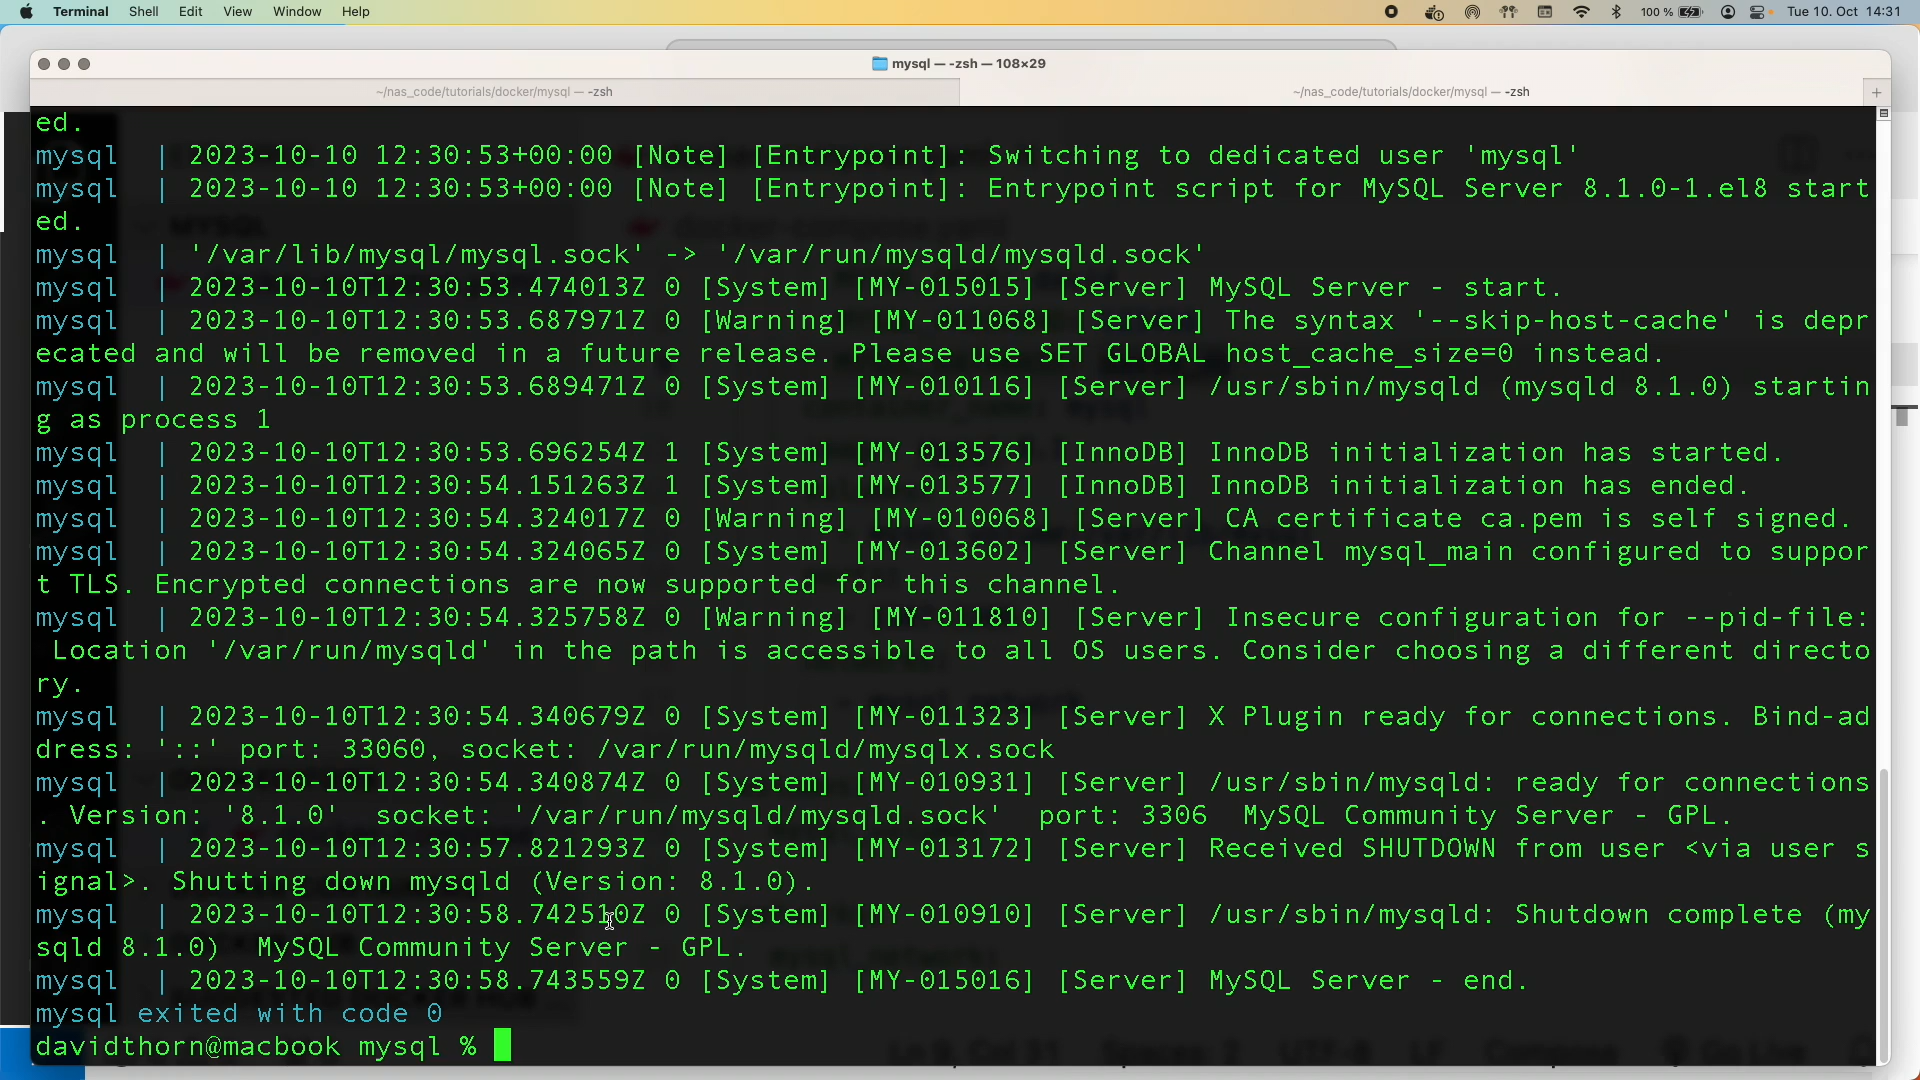 Terminal Shell Edit View Window Help 100 % Tue 10. Oct 14:31
mysql — -zsh — 108×29
~/nas_code/tutorials/docker/mysql — -zsh ~/nas_code/tutorials/docker/mysql — -zsh +
ed.
mysql | 2023-10-10 12:30:53+00:00 [Note] [Entrypoint]: Switching to dedicated user 'mysql'
mysql | 2023-10-10 12:30:53+00:00 [Note] [Entrypoint]: Entrypoint script for MySQL Server 8.1.0-1.el8 start
ed.
mysql | '/var/lib/mysql/mysql.sock' -> '/var/run/mysqld/mysqld.sock'
mysql | 2023-10-10T12:30:53.474013Z 0 [System] [MY-015015] [Server] MySQL Server - start.
mysql | 2023-10-10T12:30:53.687971Z 0 [Warning] [MY-011068] [Server] The syntax '--skip-host-cache' is depr
ecated and will be removed in a future release. Please use SET GLOBAL host_cache_size=0 instead.
mysql | 2023-10-10T12:30:53.689471Z 0 [System] [MY-010116] [Server] /usr/sbin/mysqld (mysqld 8.1.0) startin
g as process 1
mysql | 2023-10-10T12:30:53.696254Z 1 [System] [MY-013576] [InnoDB] InnoDB initialization has started.
mysql | 2023-10-10T12:30:54.151263Z 1 [System] [MY-013577] [InnoDB] InnoDB initialization has ended.
mysql | 2023-10-10T12:30:54.324017Z 0 [Warning] [MY-010068] [Server] CA certificate ca.pem is self signed.
mysql | 2023-10-10T12:30:54.324065Z 0 [System] [MY-013602] [Server] Channel mysql_main configured to suppor
t TLS. Encrypted connections are now supported for this channel.
mysql | 2023-10-10T12:30:54.325758Z 0 [Warning] [MY-011810] [Server] Insecure configuration for --pid-file:
Location '/var/run/mysqld' in the path is accessible to all OS users. Consider choosing a different directo
ry.
mysql | 2023-10-10T12:30:54.340679Z 0 [System] [MY-011323] [Server] X Plugin ready for connections. Bind-ad
dress: '::' port: 33060, socket: /var/run/mysqld/mysqlx.sock
mysql | 2023-10-10T12:30:54.340874Z 0 [System] [MY-010931] [Server] /usr/sbin/mysqld: ready for connections
. Version: '8.1.0' socket: '/var/run/mysqld/mysqld.sock' port: 3306 MySQL Community Server - GPL.
mysql | 2023-10-10T12:30:57.821293Z 0 [System] [MY-013172] [Server] Received SHUTDOWN from user <via user s
ignal>. Shutting down mysqld (Version: 8.1.0).
mysql | 2023-10-10T12:30:58.742510Z 0 [System] [MY-010910] [Server] /usr/sbin/mysqld: Shutdown complete (my
sqld 8.1.0) MySQL Community Server - GPL.
mysql | 2023-10-10T12:30:58.743559Z 0 [System] [MY-015016] [Server] MySQL Server - end.
mysql exited with code 0
davidthorn@macbook mysql %